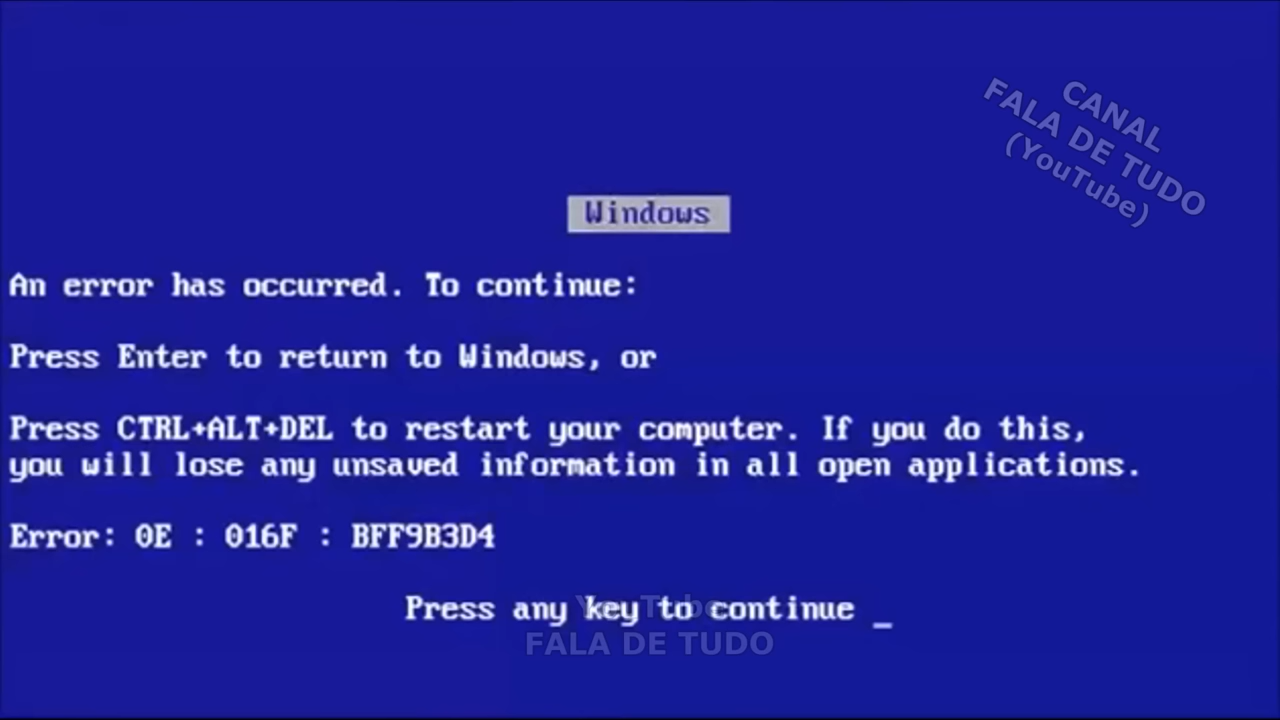 CANAL
FALA DE TUDO
(YouTube)
Windows
An error has occurred. To continue:
Press Enter to return to Windows, or
Press CTRL+ALT+DEL to restart your computer. If you do this,
you will lose any unsaved information in all open applications.
Error: 0E : 016F : BFF9B3D4
Press any key to continue _
YouTube
FALA DE TUDO